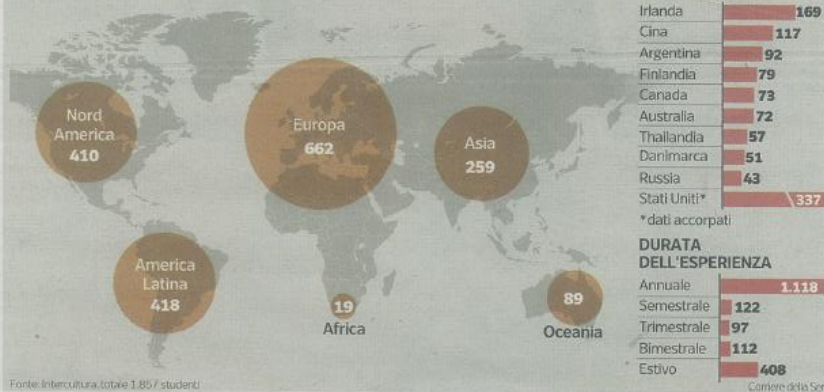 Nord
America
410
Europa
662
Asia
259
America
Latina
418
19
Africa
89
Oceania
Fonte: Intercultura, totale 1.857 studenti
Irlanda 169
Cina 117
Argentina 92
Finlandia 79
Canada 73
Australia 72
Thailandia 57
Danimarca 51
Russia 43
Stati Uniti* 337
*dati accorpati
DURATA
DELL'ESPERIENZA
Annuale 1.118
Semestrale 122
Trimestrale 97
Bimestrale 112
Estivo 408
Corriere della Ser